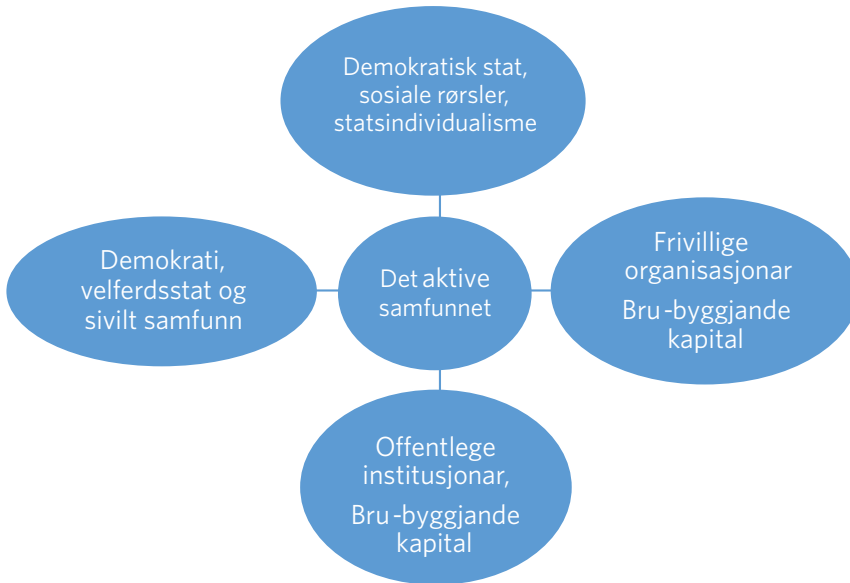 Demokratisk stat,
sosiale rørsler,
statsindividualisme
Demokrati,
velferdsstat og
sivilt samfunn
Det aktive
samfunnet
Frivillige
organisasjonar
Bru-byggjande
kapital
Offentlege
institusjonar,
Bru-byggjande
kapital